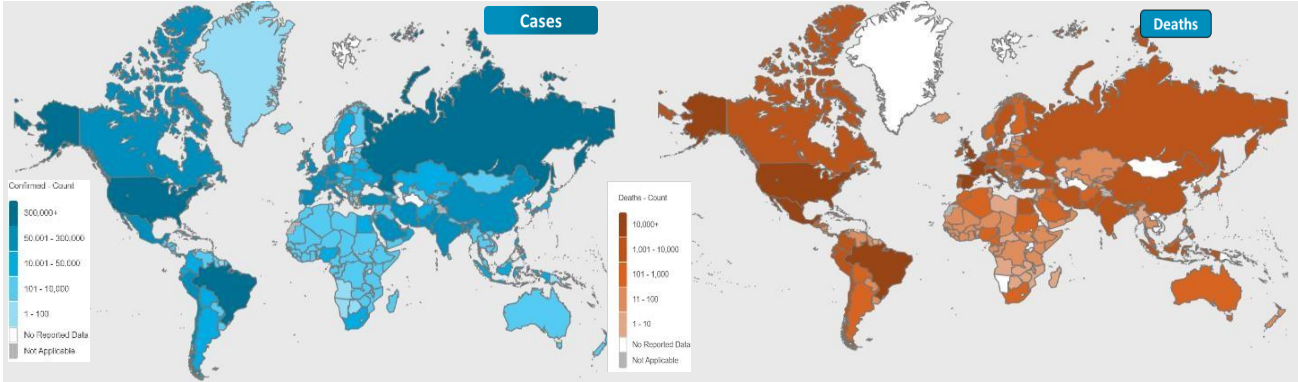 Cases
Deaths
Confirmed - Count
300,000+
50,001 - 300,000
10,001 - 50,000
101 - 10,000
1 - 100
No Reported Data
Not Applicable
Deaths - Count
10,000+
1,001 - 10,000
101 - 1,000
11 - 100
1 - 10
No Reported Data
Not Applicable